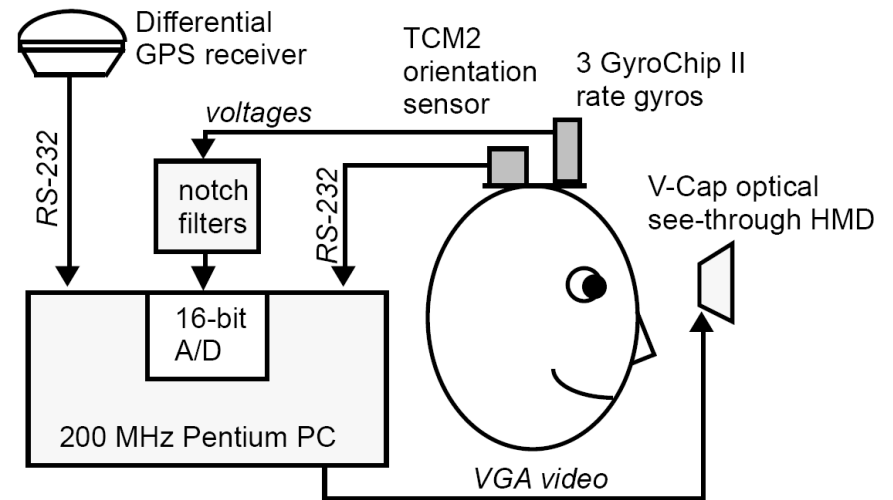 Differential
GPS receiver
TCM2
orientation
sensor
3 GyroChip II
rate gyros
voltages
RS-232
notch
filters
RS-232
V-Cap optical
see-through HMD
16-bit
A/D
200 MHz Pentium PC
VGA video